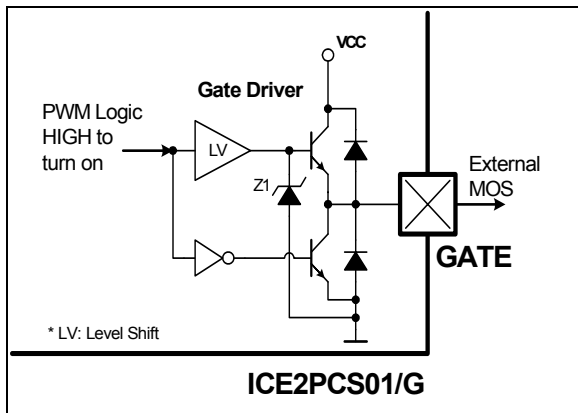 VCC
Gate Driver
PWM Logic
HIGH to
turn on
LV
Z1
External
MOS
GATE
* LV: Level Shift
ICE2PCS01/G